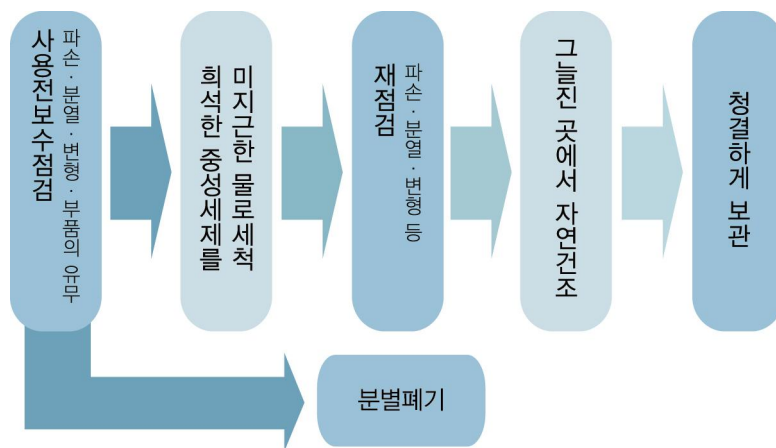 사용전보수점검
파손 · 분열 · 변형 · 부품의 유무
희석한 중성세제를
미지근한 물로세척
재점검
파손 · 분열 · 변형 등
그늘진 곳에서 자연건조
청결하게 보관
분별폐기